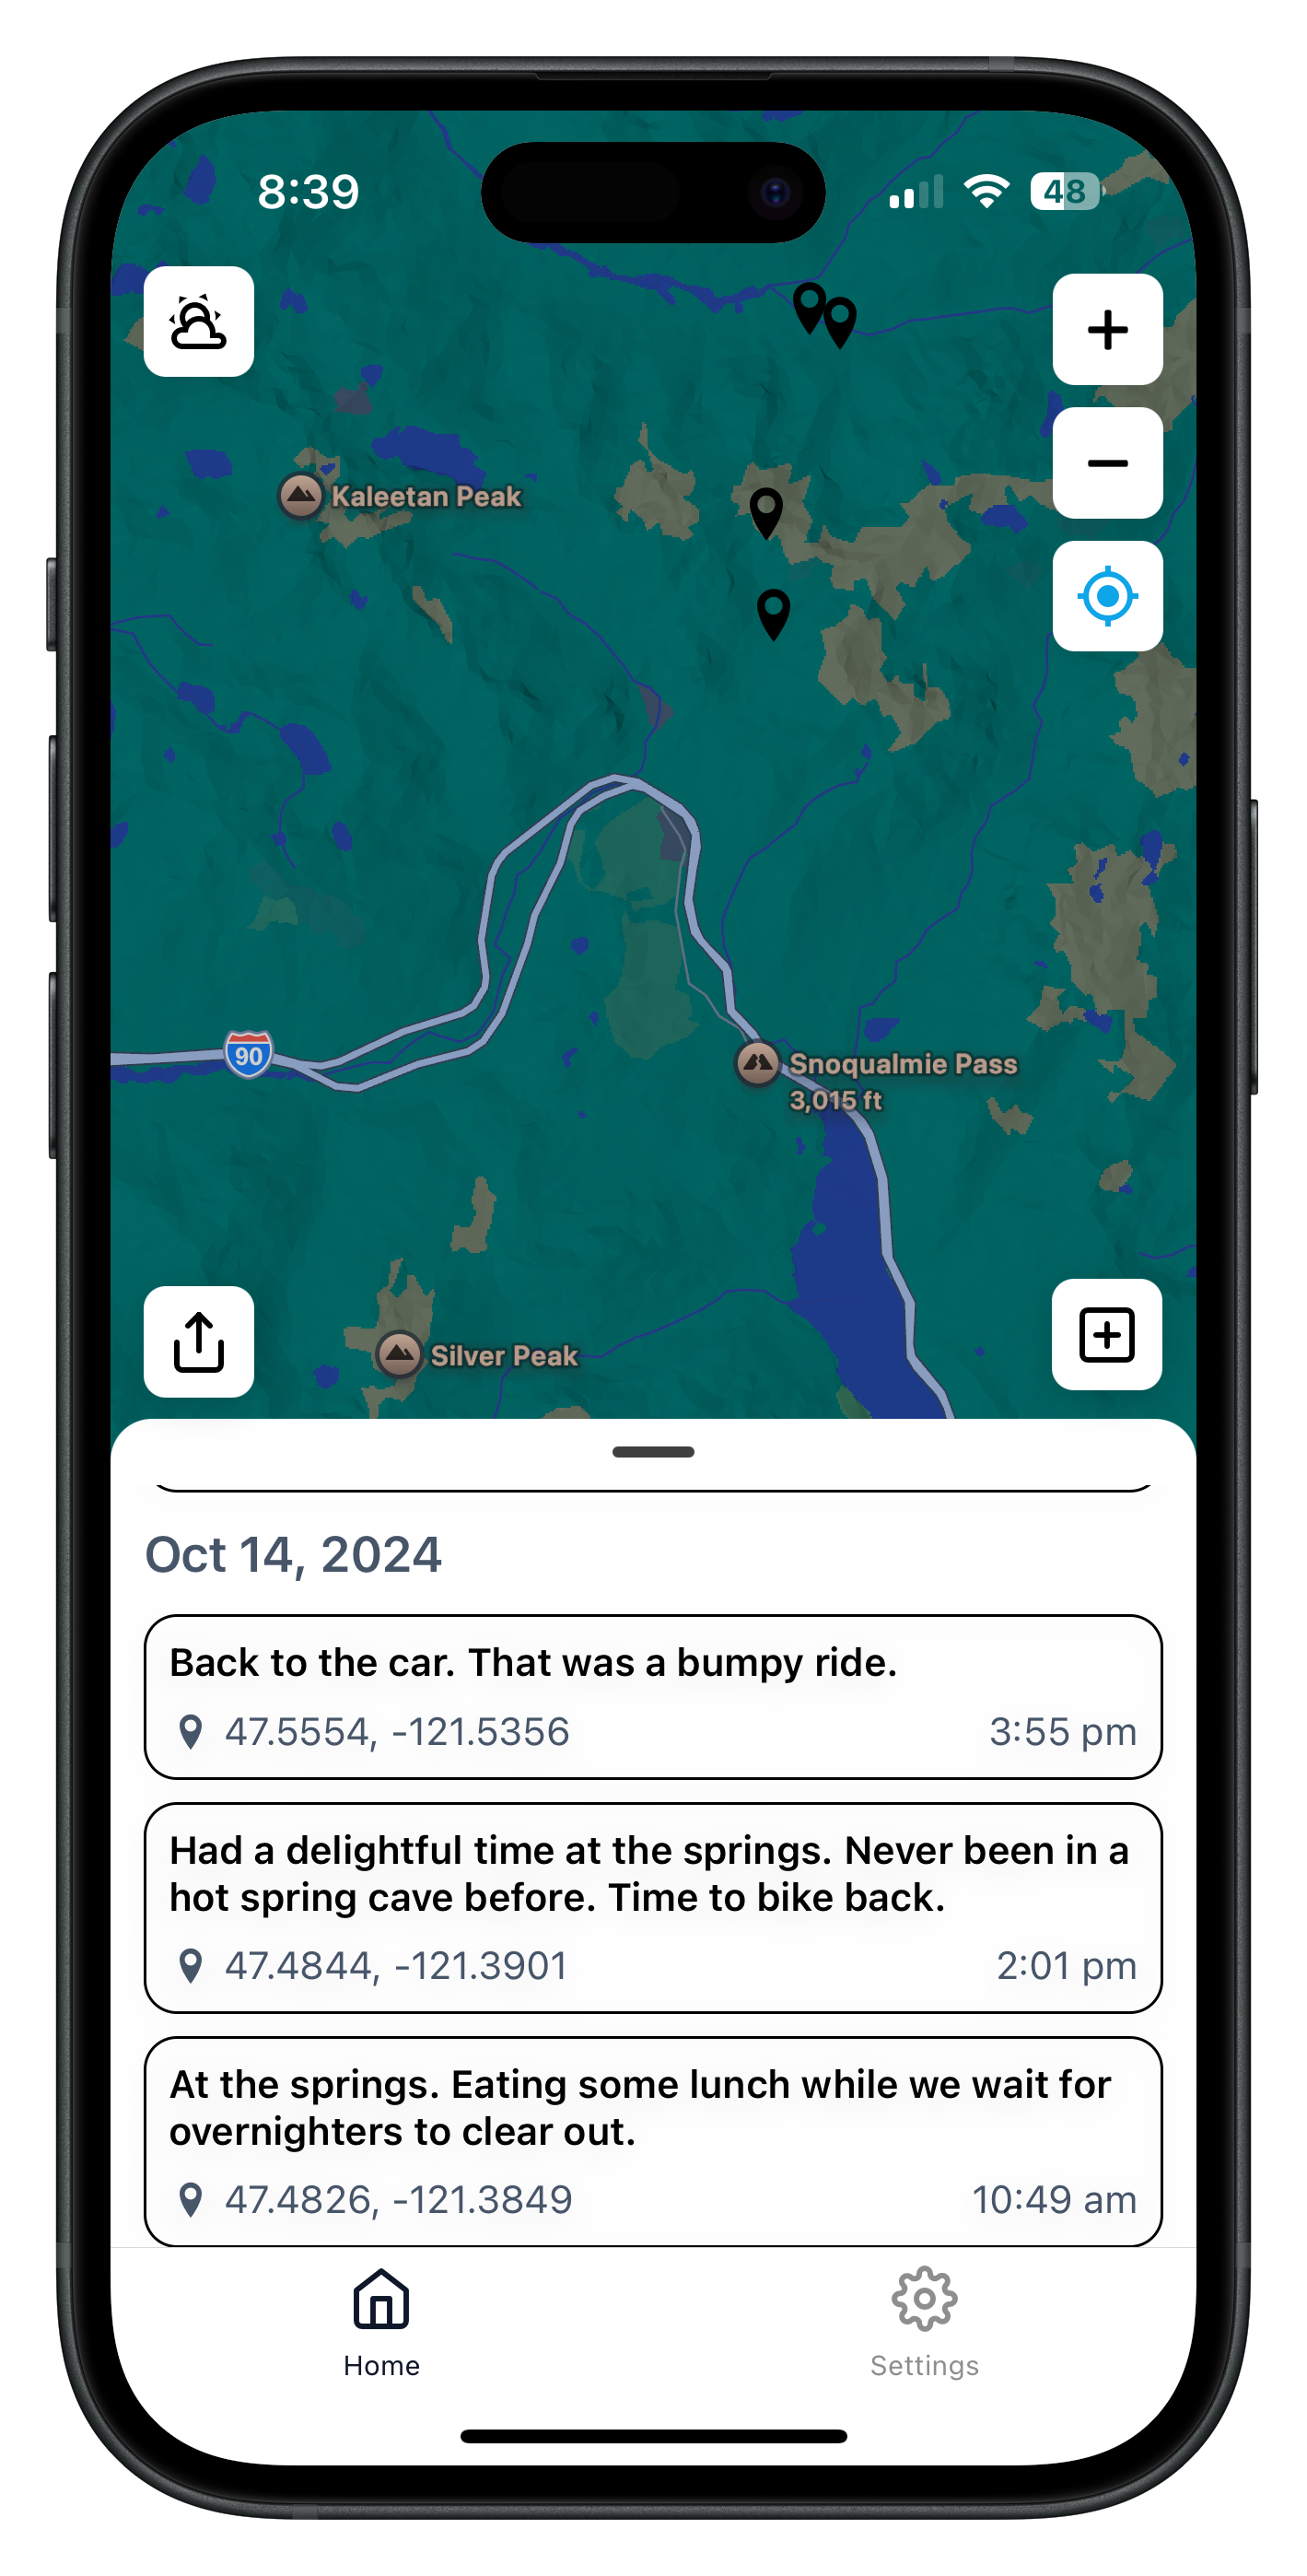 8:39
48
Kaleetan Peak
90
Snoqualmie Pass
3,015 ft
Silver Peak
Oct 14, 2024
Back to the car. That was a bumpy ride.
47.5554, -121.5356 3:55 pm
Had a delightful time at the springs. Never been in a
hot spring cave before. Time to bike back.
47.4844, -121.3901 2:01 pm
At the springs. Eating some lunch while we wait for
overnighters to clear out.
47.4826, -121.3849 10:49 am
Home
Settings